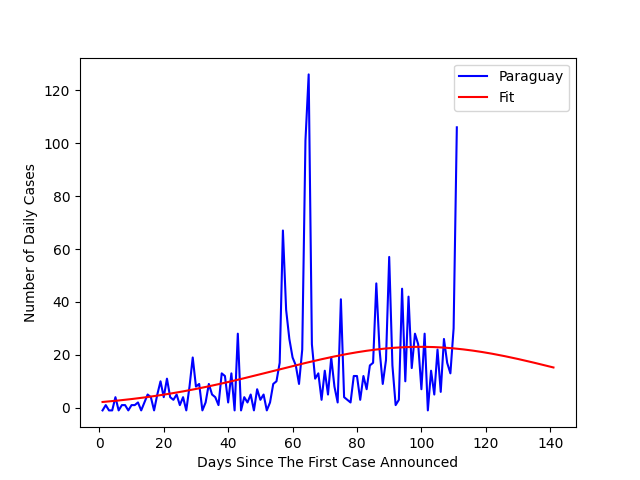 Paraguay
Fit
120
100
80
60
40
20
0
Number of Daily Cases
0 20 40 60 80 100 120 140
Days Since The First Case Announced